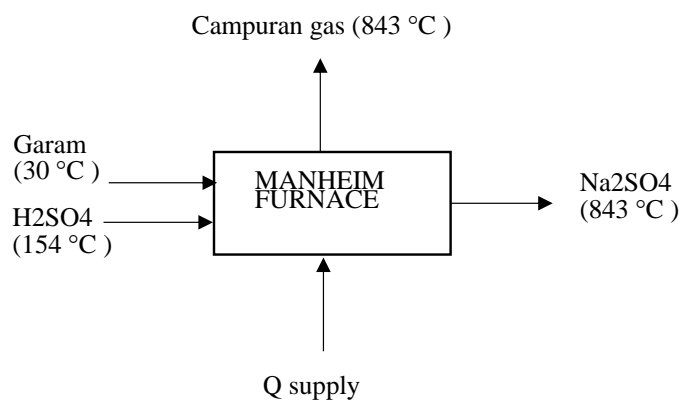 Campuran gas (843 °C )
Garam
(30 °C )
H2SO4
(154 °C )
MANHEIM
FURNACE
Na2SO4
(843 °C )
Q supply